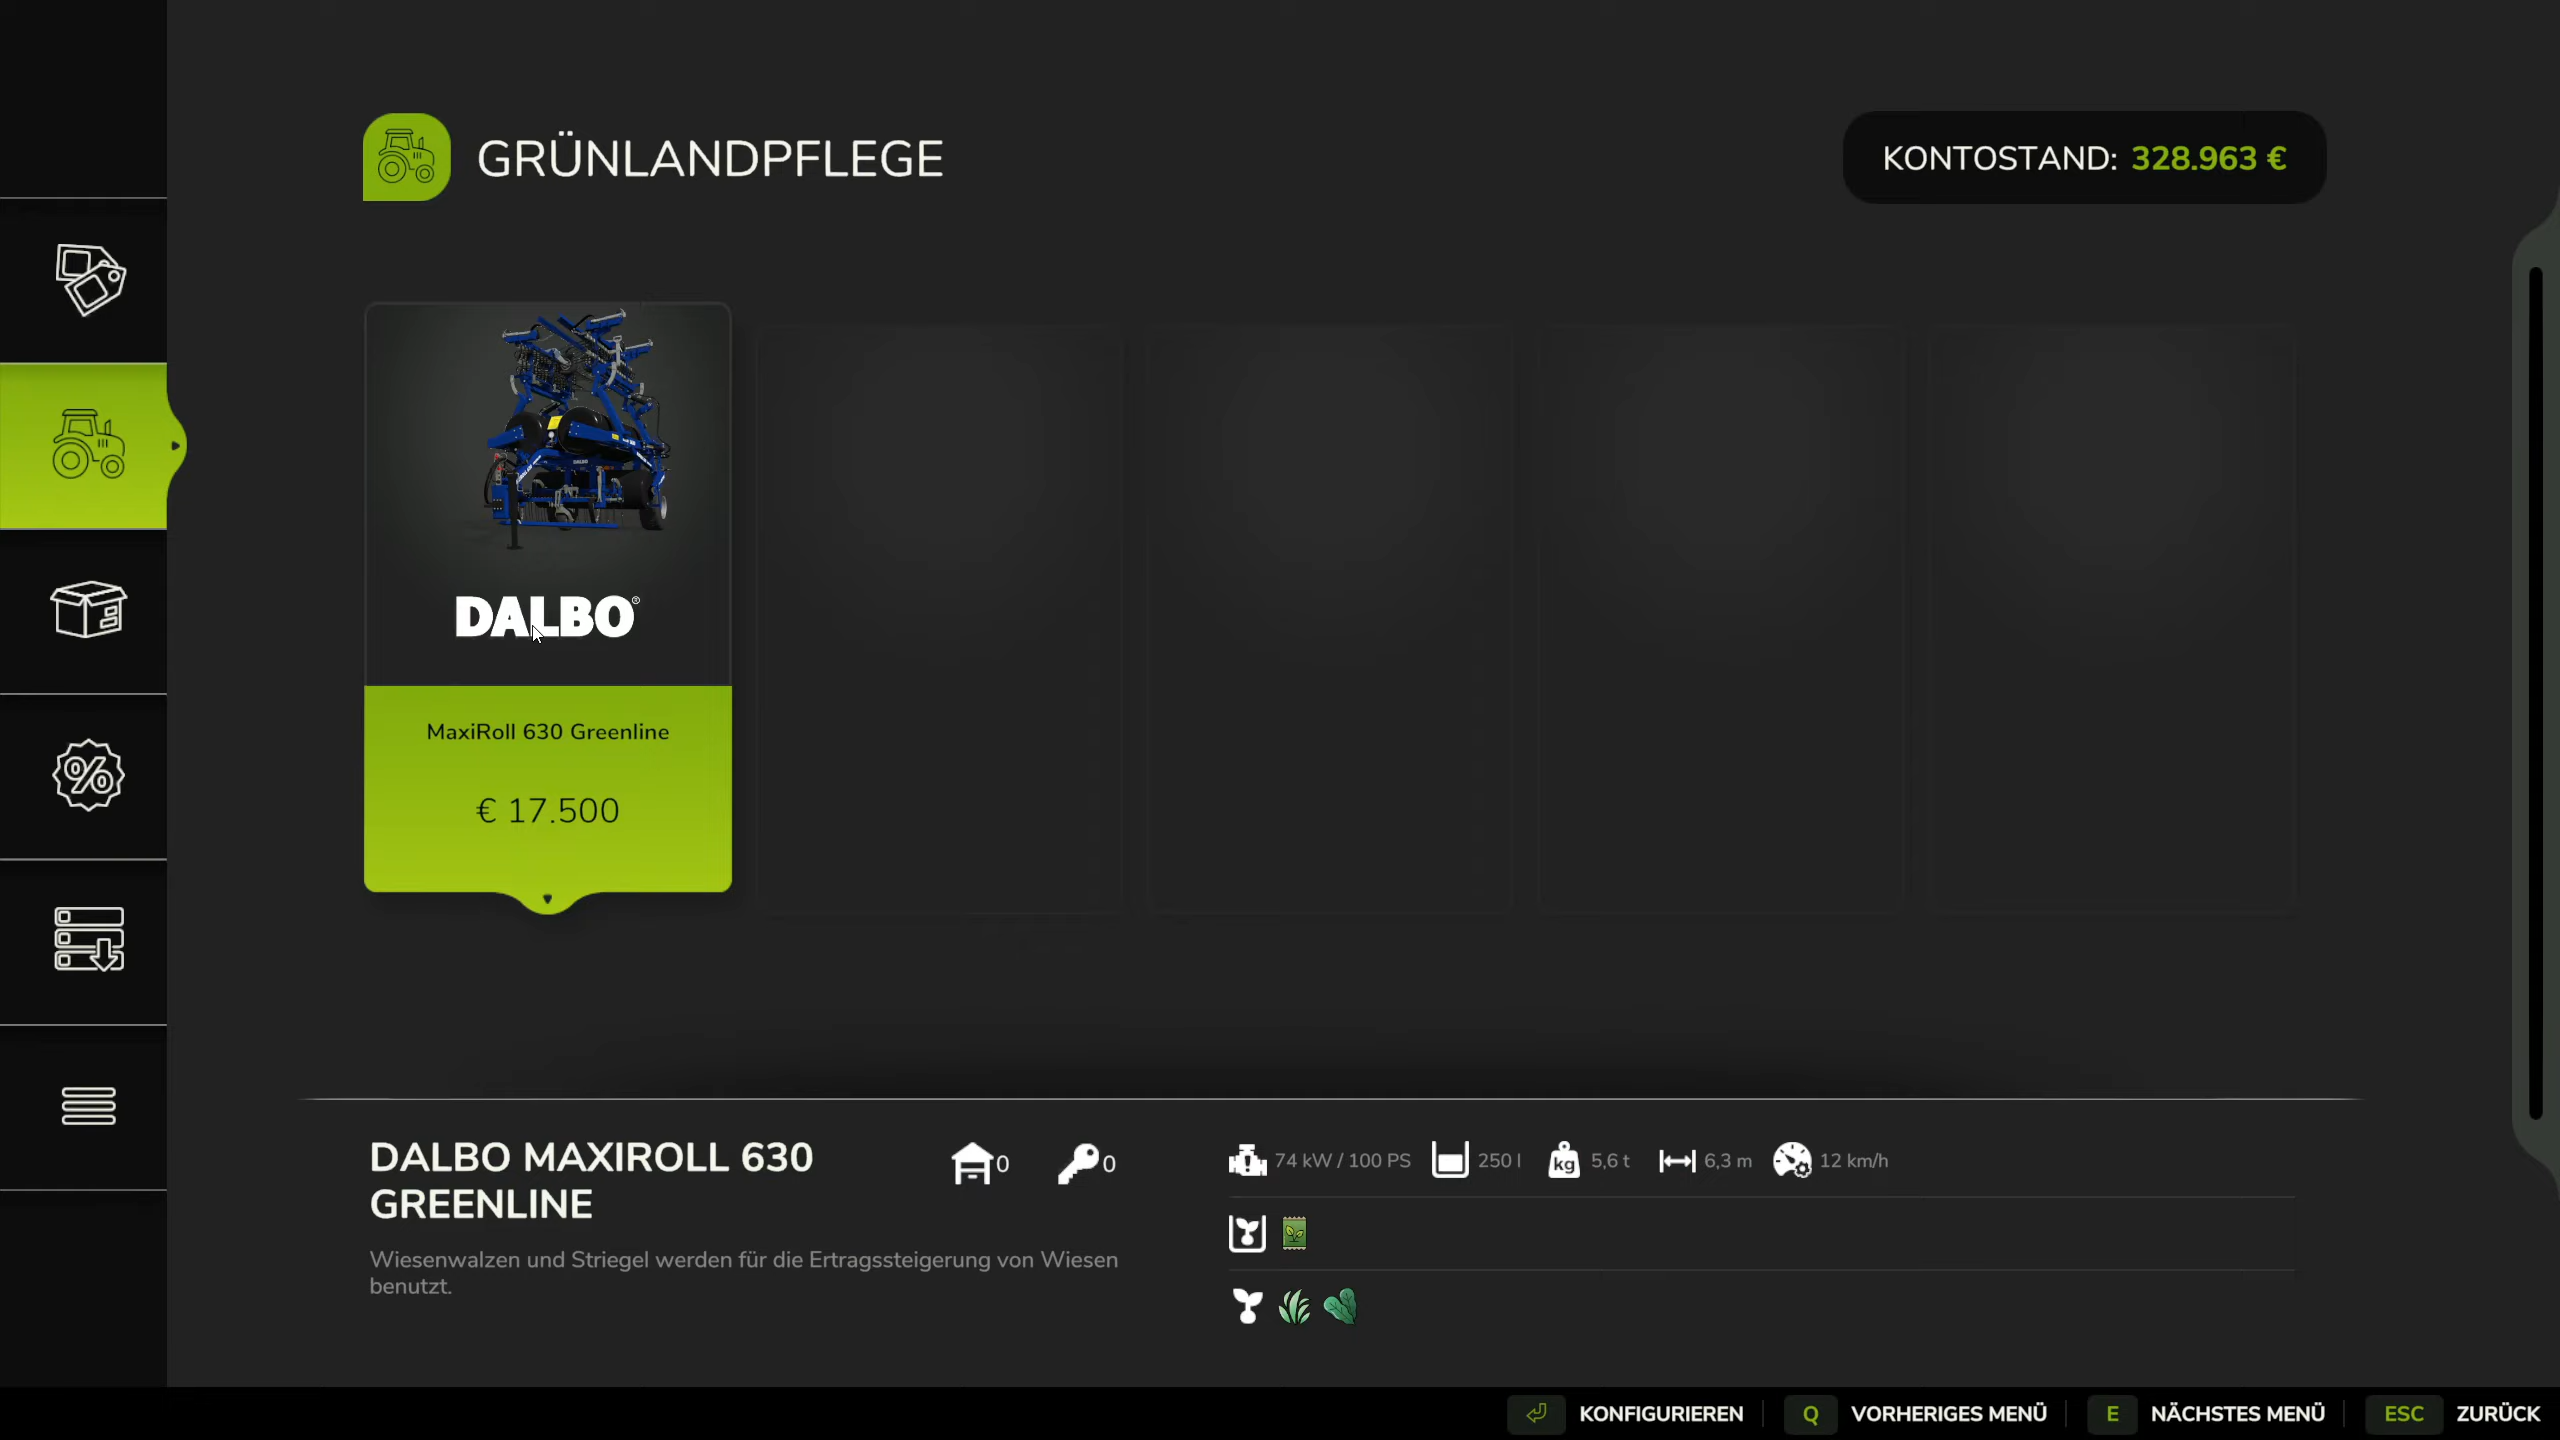 GRÜNLANDPFLEGE
KONTOSTAND: 328.963 €
DALBO®
MaxiRoll 630 Greenline
€ 17.500
DALBO MAXIROLL 630
GREENLINE
0
0
74 kW / 100 PS
250 l
kg
5,6 t
6,3 m
12 km/h
Wiesenwalzen und Striegel werden für die Ertragssteigerung von Wiesen
benutzt.
KONFIGURIEREN
Q VORHERIGES MENÜ
E NÄCHSTES MENÜ
ESC ZURÜCK